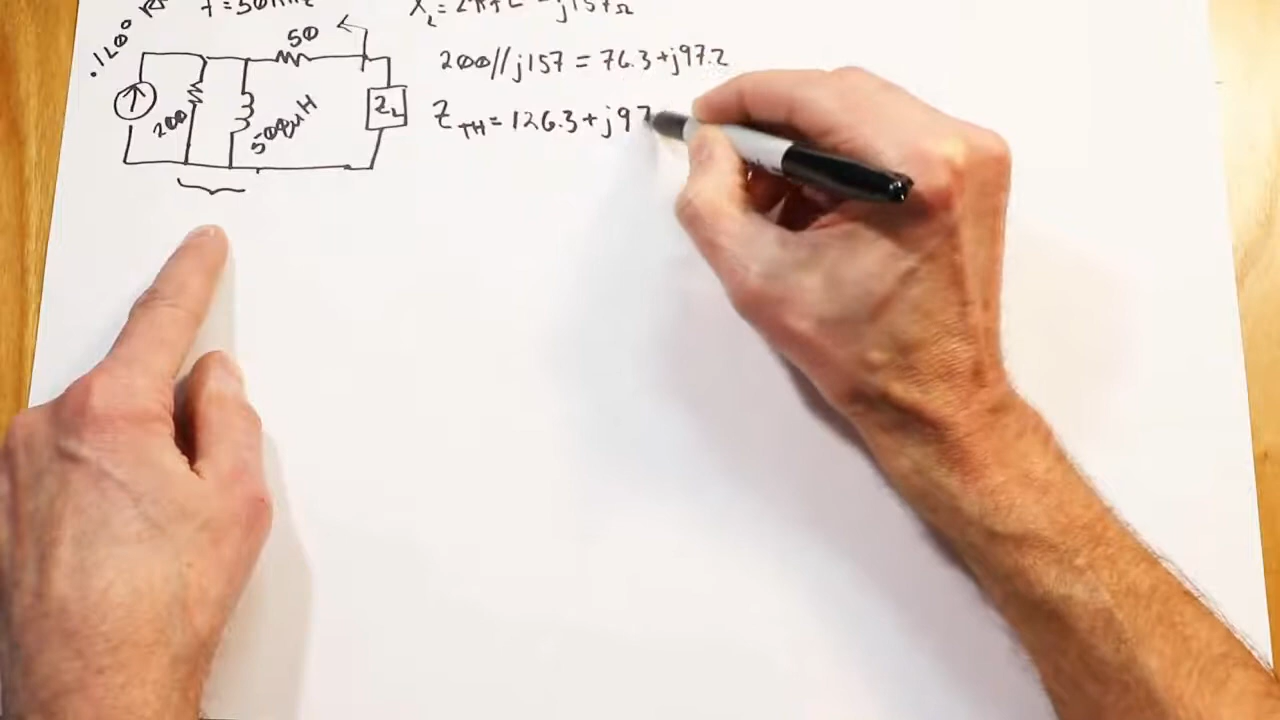 X_L = 2πfL = j157Ω
.1∠0°
50
200
500μH
Z_L
200//j157 = 76.3+j97.2
Z_TH = 126.3+j97